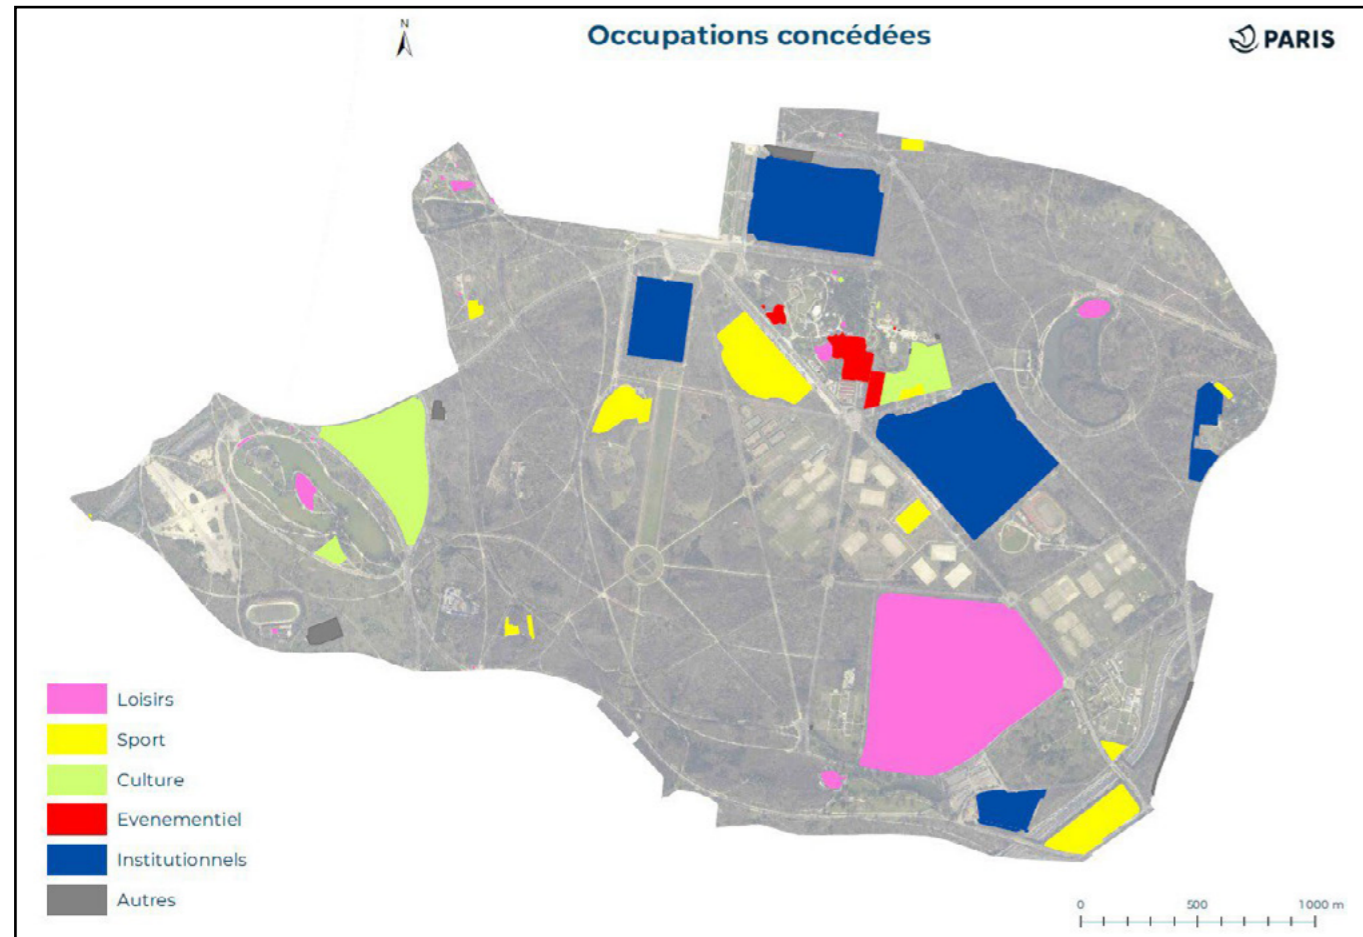 N
Occupations concédées
PARIS
Loisirs
Sport
Culture
Evenementiel
Institutionnels
Autres
0 500 1000 m